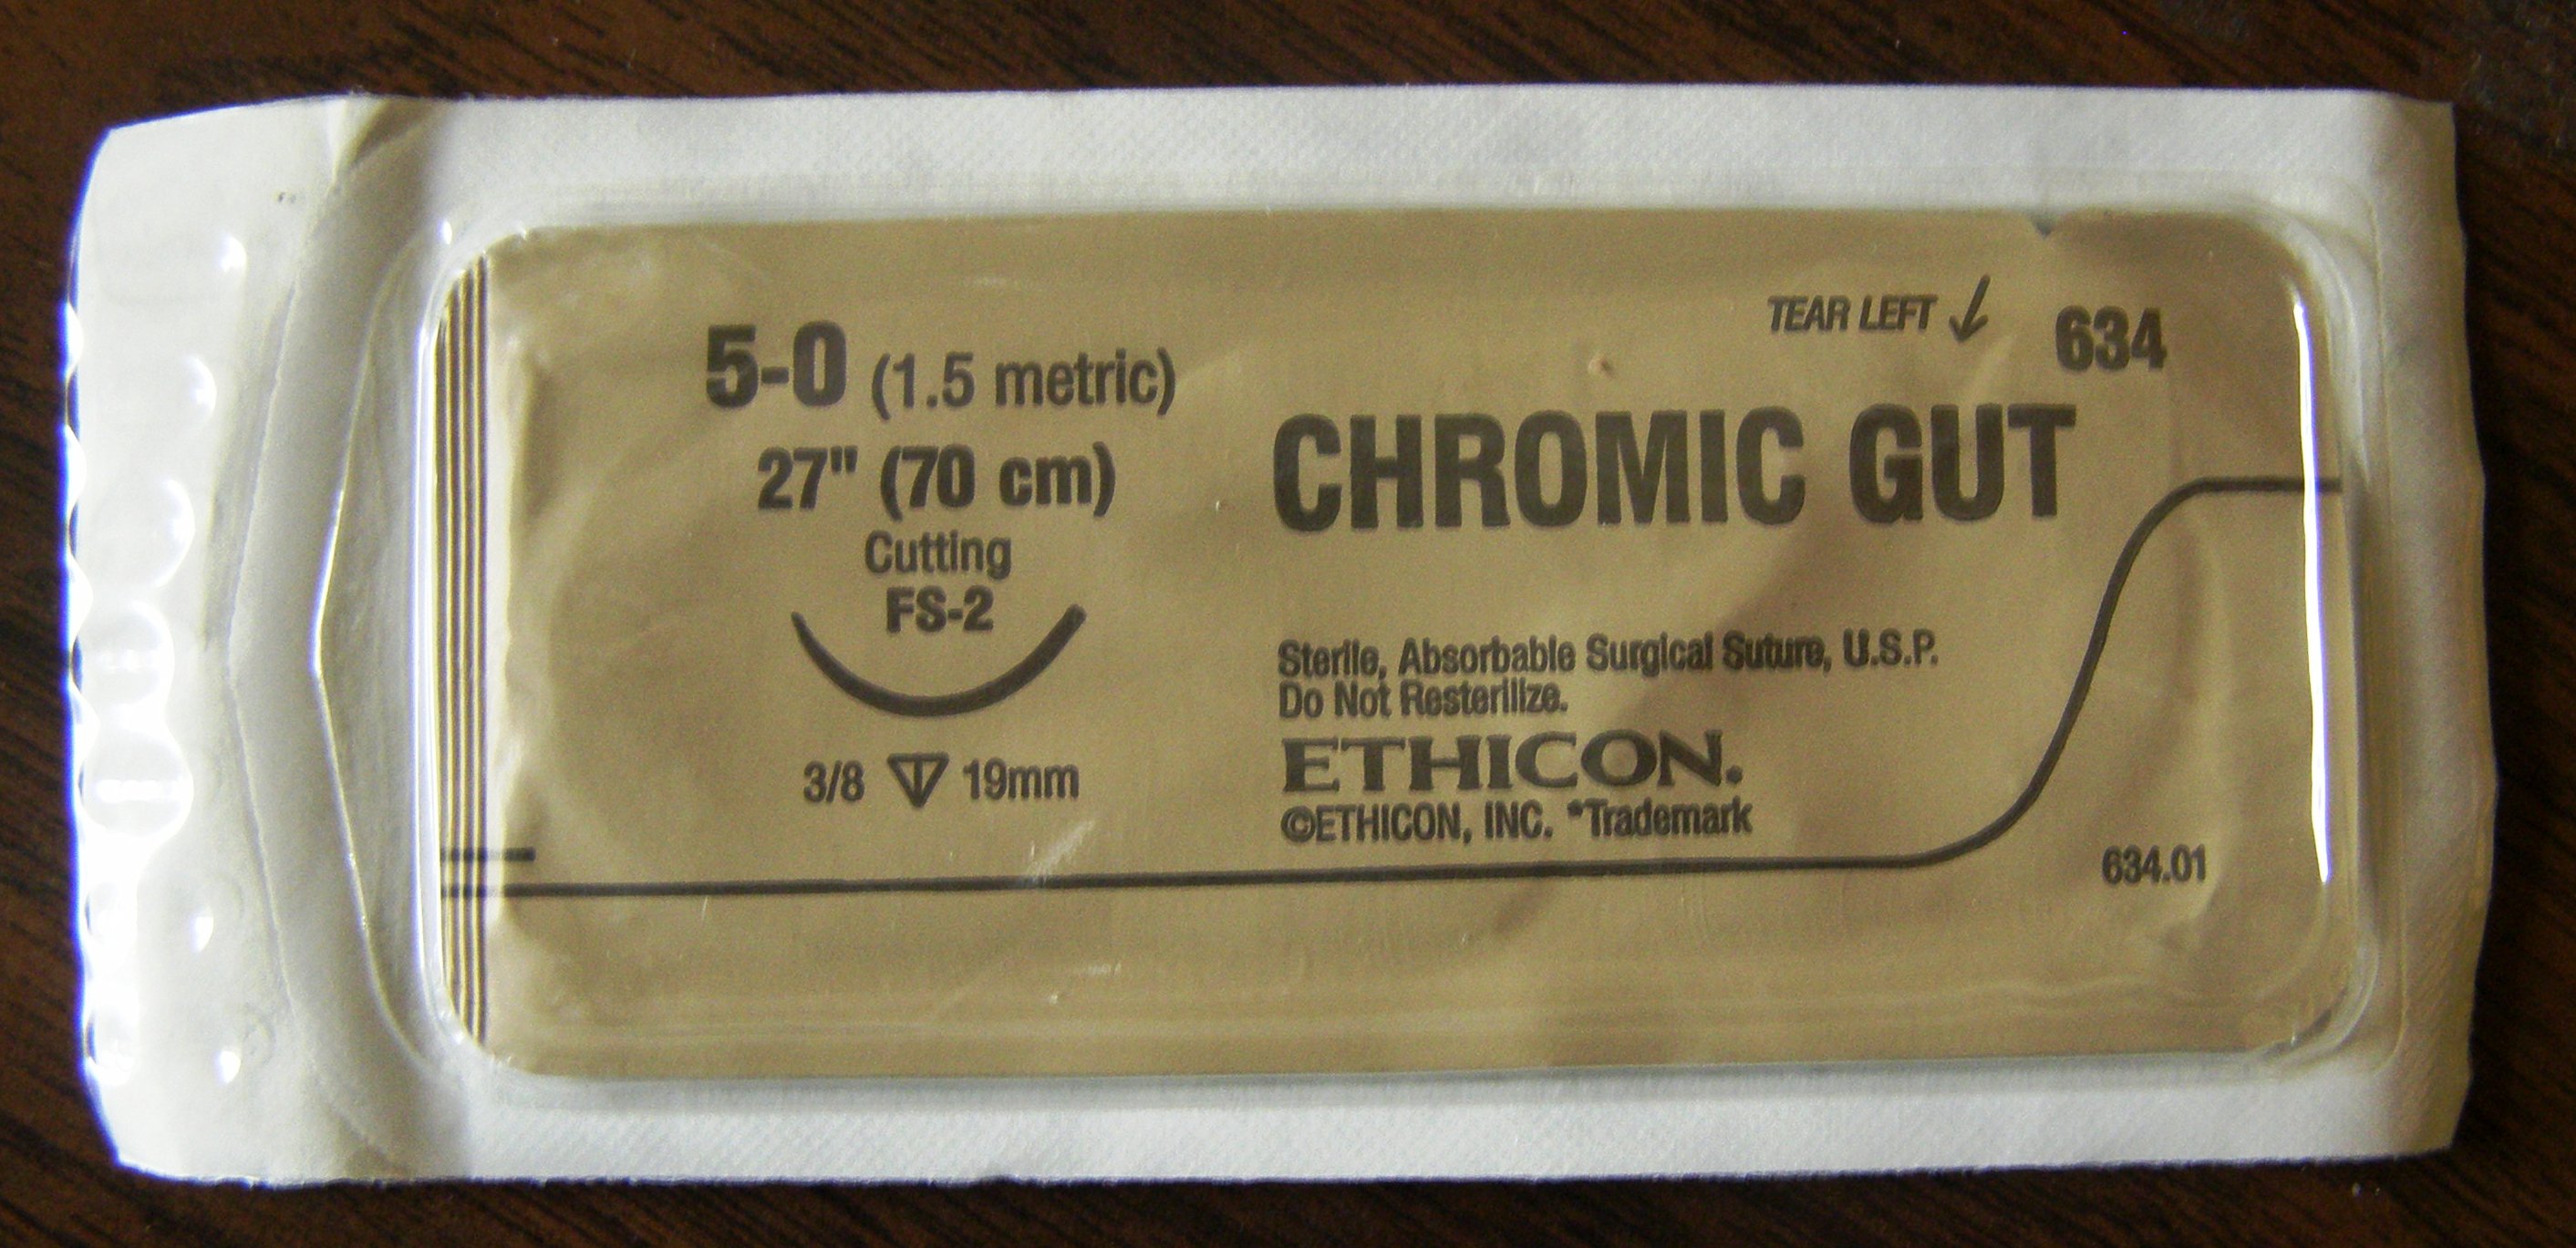 5-0 (1.5 metric)
27" (70 cm)
Cutting
FS-2
3/8 19mm
TEAR LEFT
634
CHROMIC GUT
Sterile, Absorbable Surgical Suture, U.S.P.
Do Not Resterilize.
ETHICON.
©ETHICON, INC. *Trademark
634.01